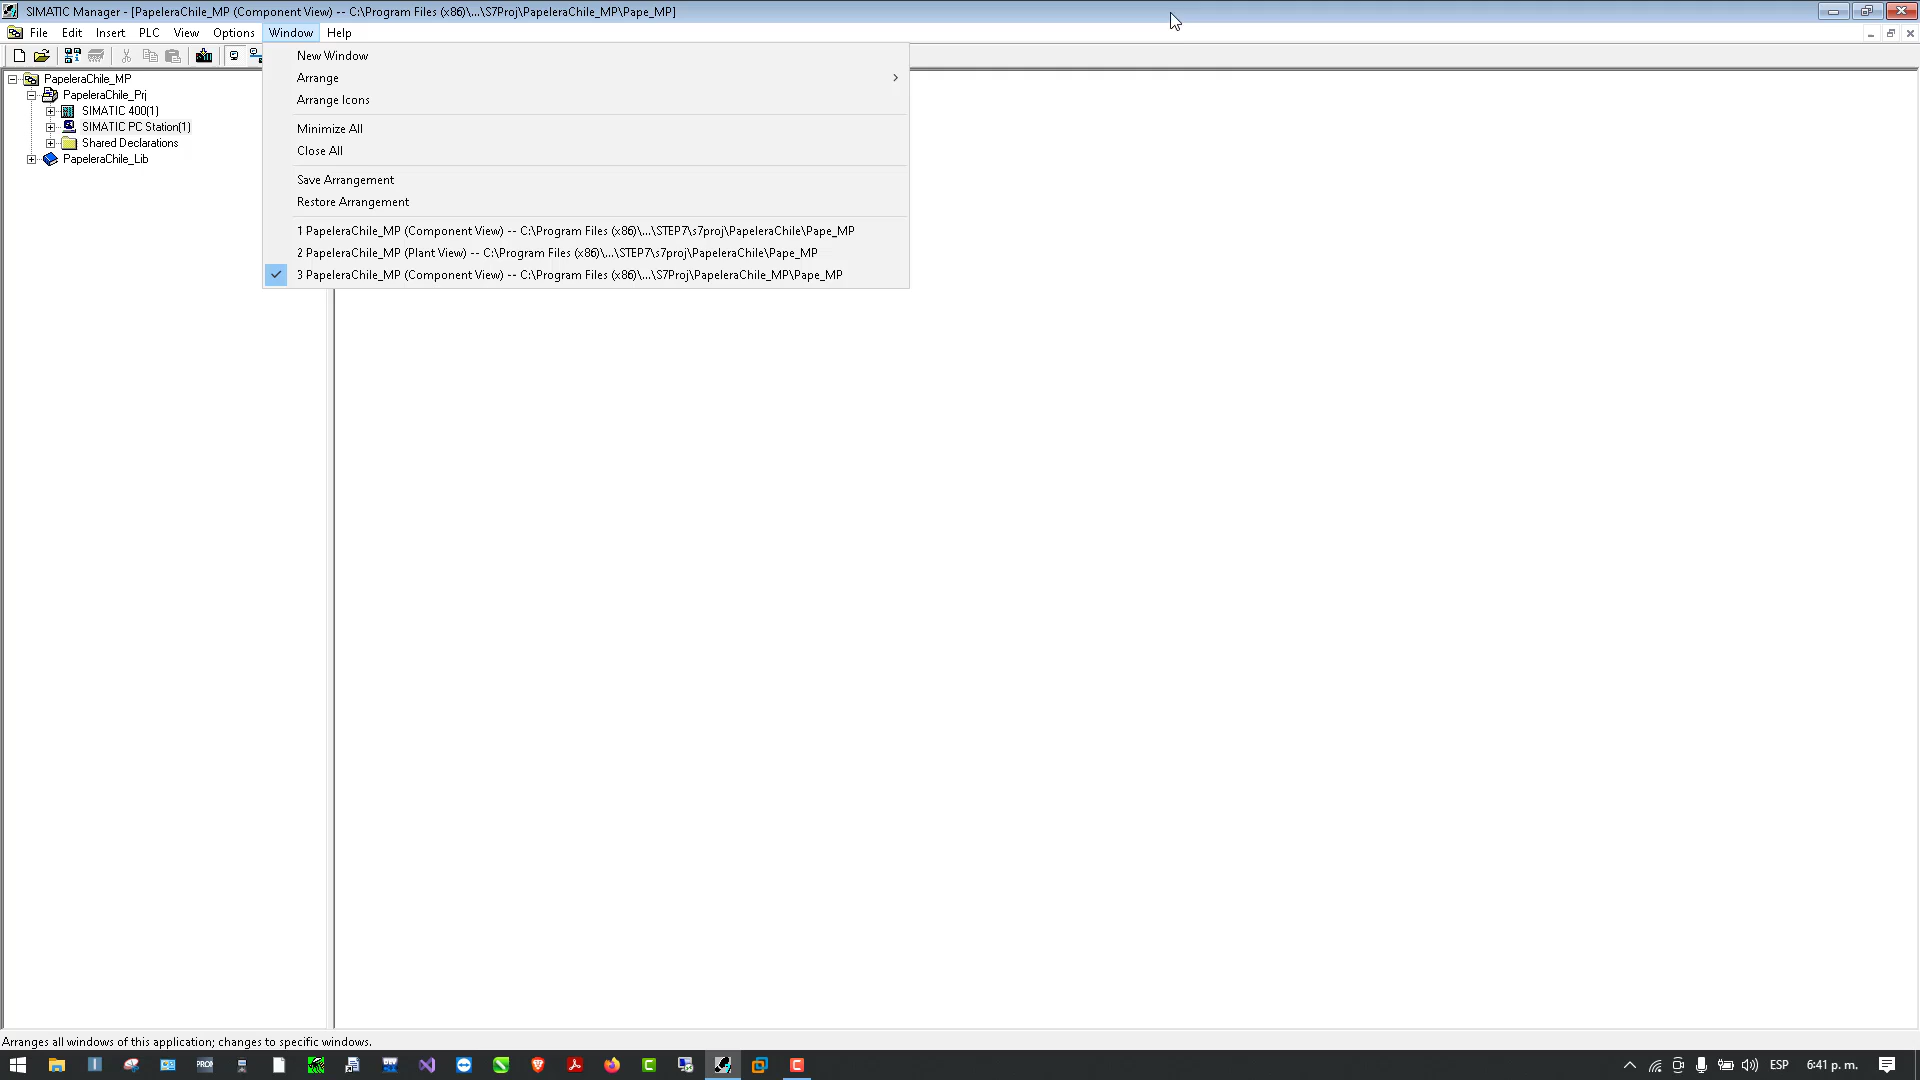 SIMATIC Manager - [PapeleraChile_MP (Component View) -- C:\Program Files (x86)\...\S7Proj\PapeleraChile_MP\Pape_MP]
File Edit Insert PLC View Options Window Help
New Window
Arrange
Arrange Icons
Minimize All
Close All
Save Arrangement
Restore Arrangement
1 PapeleraChile_MP (Component View) -- C:\Program Files (x86)\...\STEP7\s7proj\PapeleraChile\Pape_MP
2 PapeleraChile_MP (Plant View) -- C:\Program Files (x86)\...\STEP7\s7proj\PapeleraChile\Pape_MP
3 PapeleraChile_MP (Component View) -- C:\Program Files (x86)\...\S7Proj\PapeleraChile_MP\Pape_MP
PapeleraChile_MP
PapeleraChile_Prj
SIMATIC 400(1)
SIMATIC PC Station(1)
Shared Declarations
PapeleraChile_Lib
Arranges all windows of this application; changes to specific windows.
ESP
6:41 p. m.